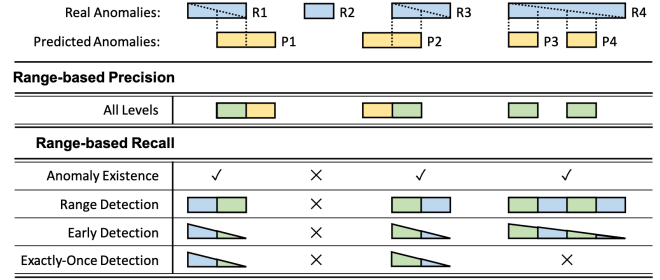 Real Anomalies: R1 R2 R3 R4
Predicted Anomalies: P1 P2 P3 P4
Range-based Precision
All Levels
Range-based Recall
Anomaly Existence ✓ × ✓ ✓
Range Detection ×
Early Detection ×
Exactly-Once Detection × ×